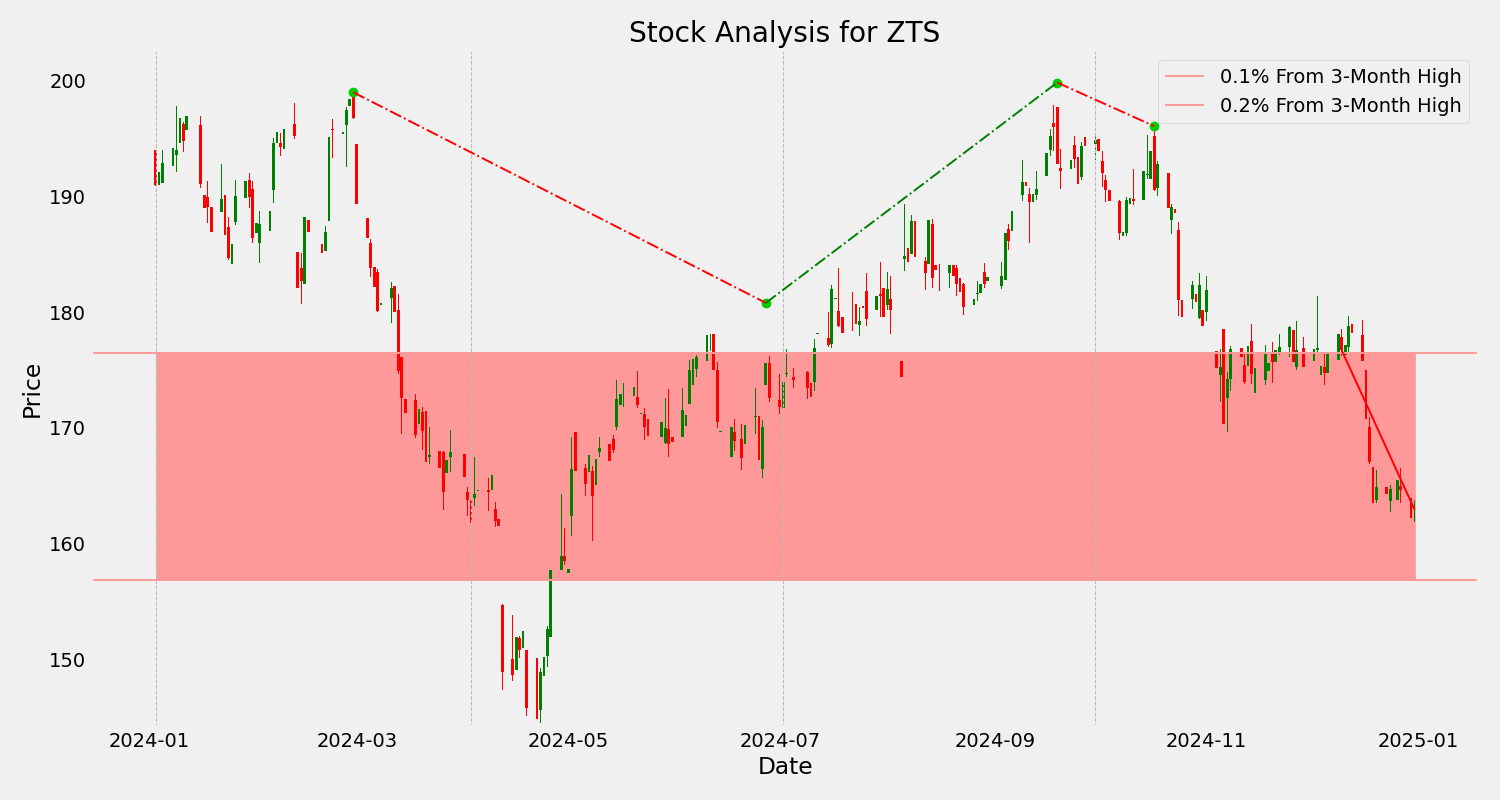 Stock Analysis for ZTS
0.1% From 3-Month High
0.2% From 3-Month High
200
190
180
170
160
150
Price
2024-01
2024-03
2024-05
2024-07
2024-09
2024-11
2025-01
Date